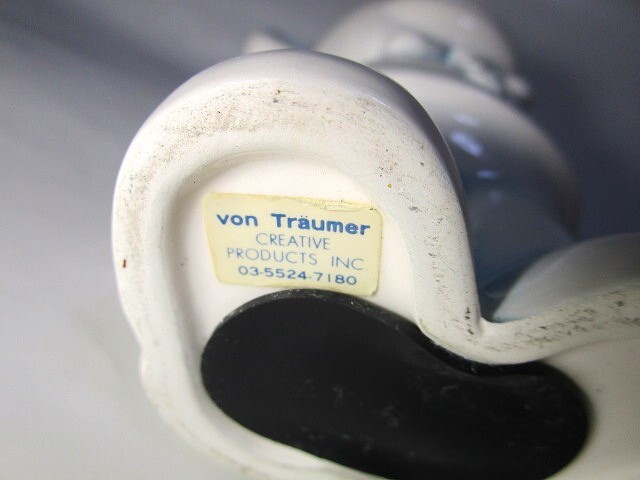 von Träumer
CREATIVE
PRODUCTS INC
03-5524-7180